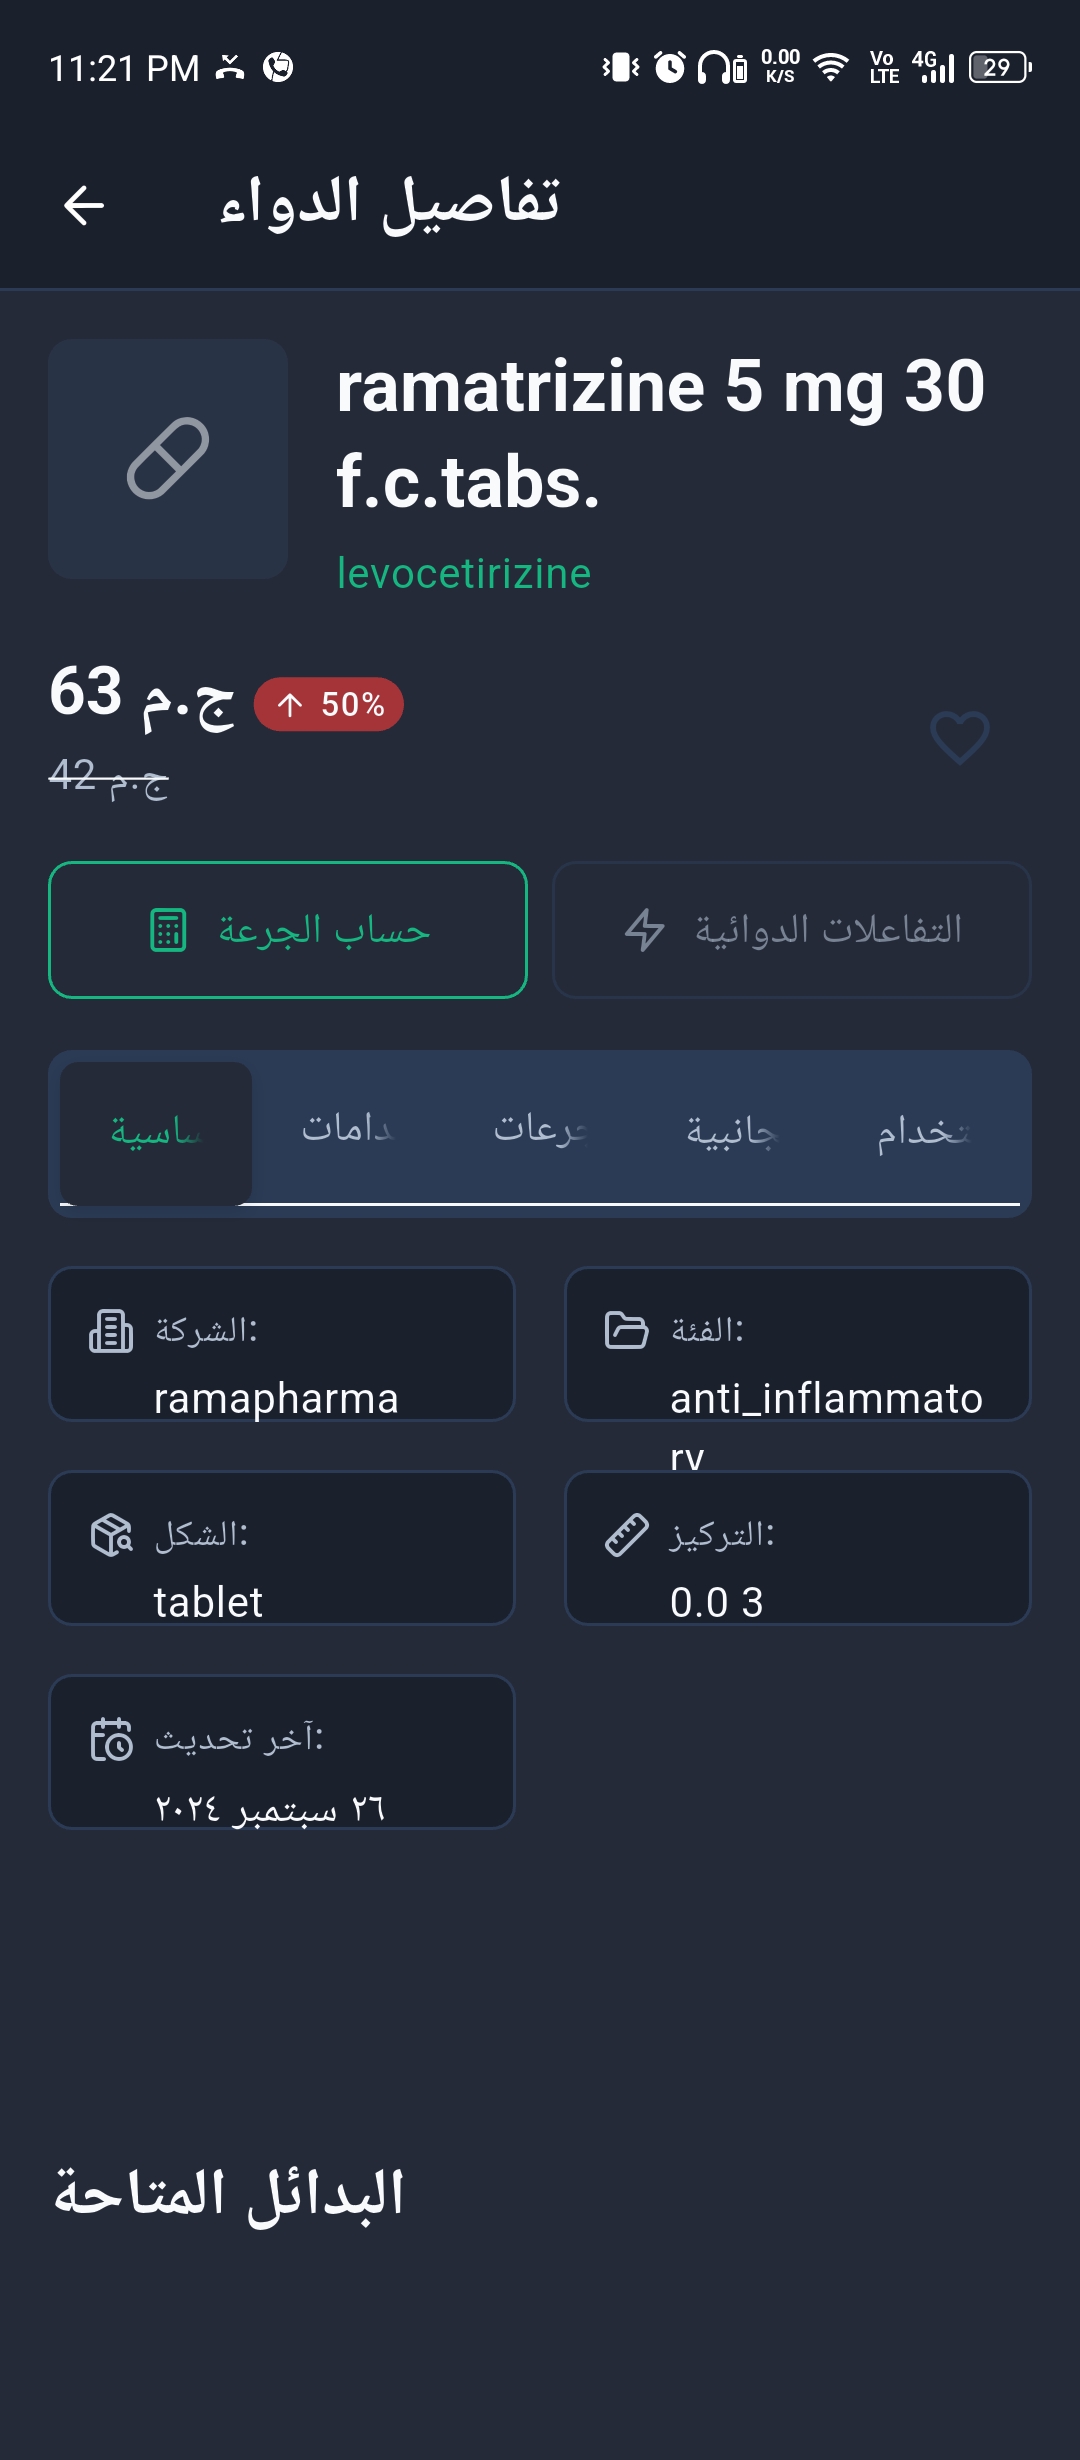 11:21 PM
0.00 K/S
Vo LTE
4G
29
تفاصيل الدواء
ramatrizine 5 mg 30
f.c.tabs.
levocetirizine
63 ج.م
50%
42 ج.م
حساب الجرعة
التفاعلات الدوائية
اساسية
دامات
جرعات
جانبية
تخدام
الشركة:
ramapharma
الفئة:
anti_inflammato
ry
الشكل:
tablet
التركيز:
0.0 3
آخر تحديث:
٢٦ سبتمبر ٢٠٢٤
البدائل المتاحة